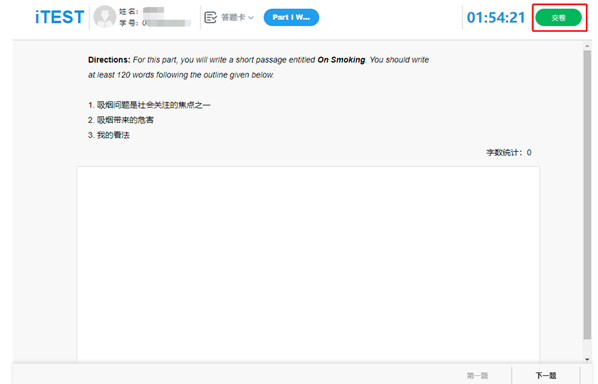 iTEST
姓 名：
学 号：0
答题卡
Part I W...
01:54:21
交卷
Directions: For this part, you will write a short passage entitled On Smoking. You should write
at least 120 words following the outline given below.
1. 吸烟问题是社会关注的焦点之一
2. 吸烟带来的危害
3. 我的看法
字数统计：0
第一题
下一题